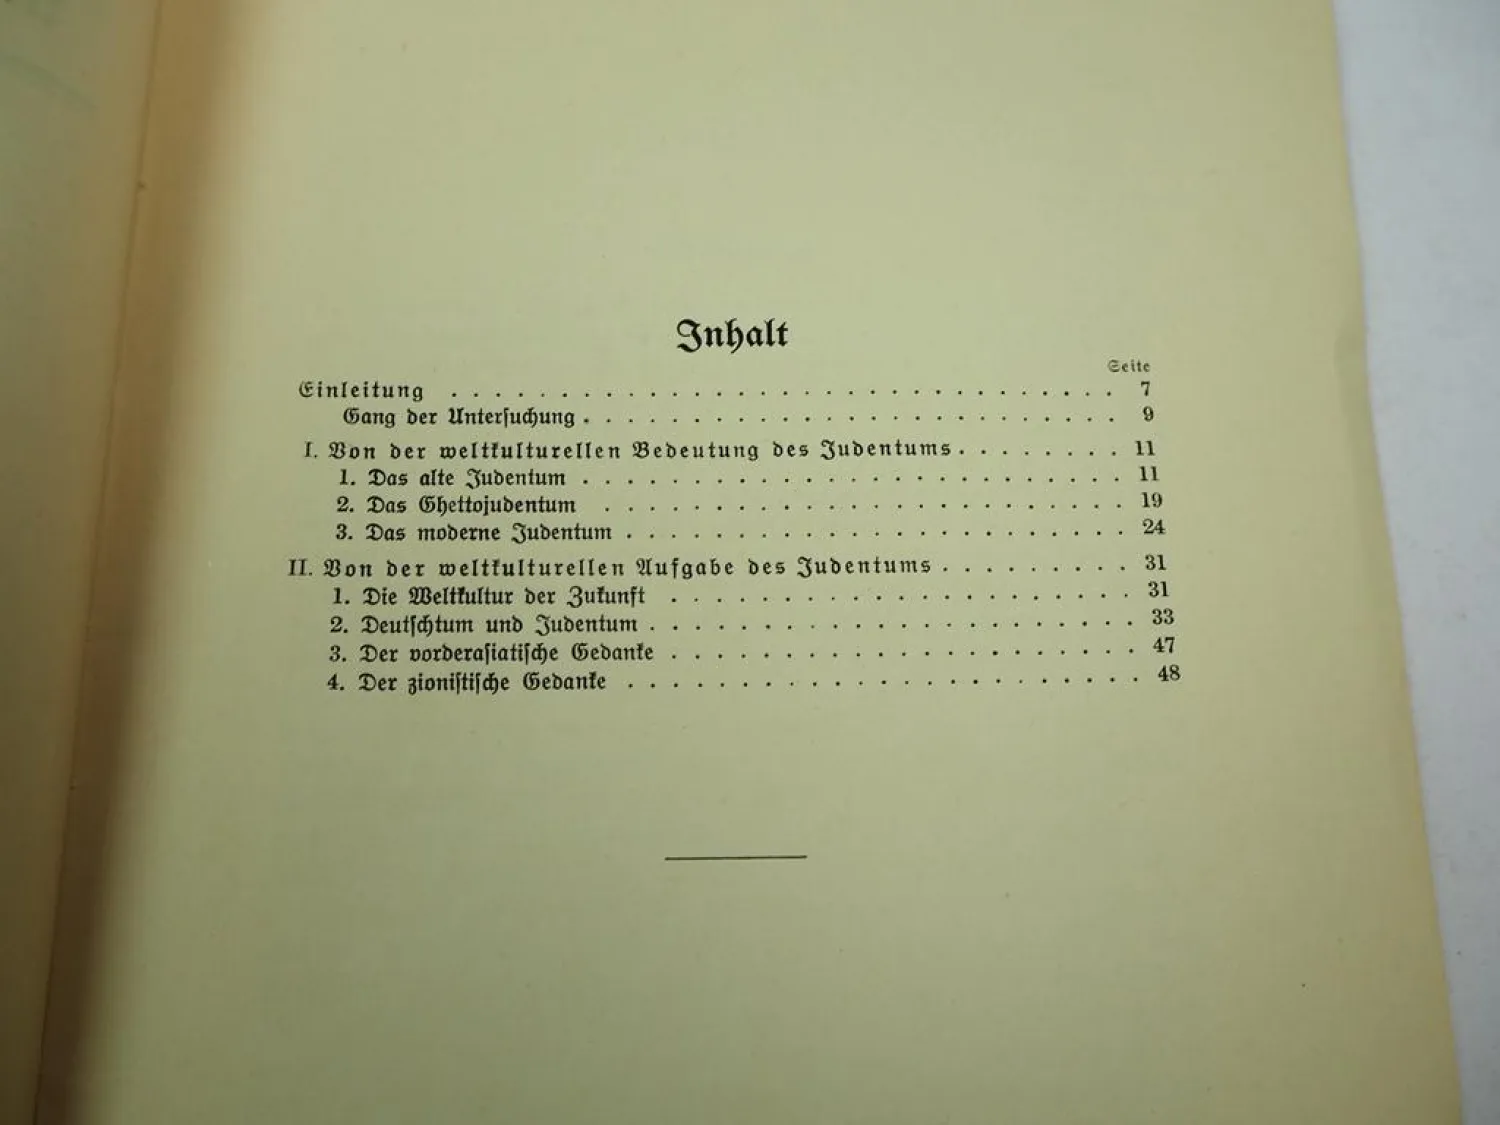 Inhalt
Seite
Einleitung . . . . . . . . . . . . . . . . . . . . . . . . . . . . . . 7
Gang der Unterſuchung . . . . . . . . . . . . . . . . . . . . . . . . 9
I. Von der weltkulturellen Bedeutung des Judentums . . . . . . . . 11
1. Das alte Judentum . . . . . . . . . . . . . . . . . . . . . . . . 11
2. Das Ghettojudentum . . . . . . . . . . . . . . . . . . . . . . . 19
3. Das moderne Judentum . . . . . . . . . . . . . . . . . . . . . . 24
II. Von der weltkulturellen Aufgabe des Judentums . . . . . . . . . 31
1. Die Weltkultur der Zukunft . . . . . . . . . . . . . . . . . . . . 31
2. Deutſchtum und Judentum . . . . . . . . . . . . . . . . . . . . . 33
3. Der vorderaſiatiſche Gedanke . . . . . . . . . . . . . . . . . . . 47
4. Der zioniſtiſche Gedanke . . . . . . . . . . . . . . . . . . . . . 48